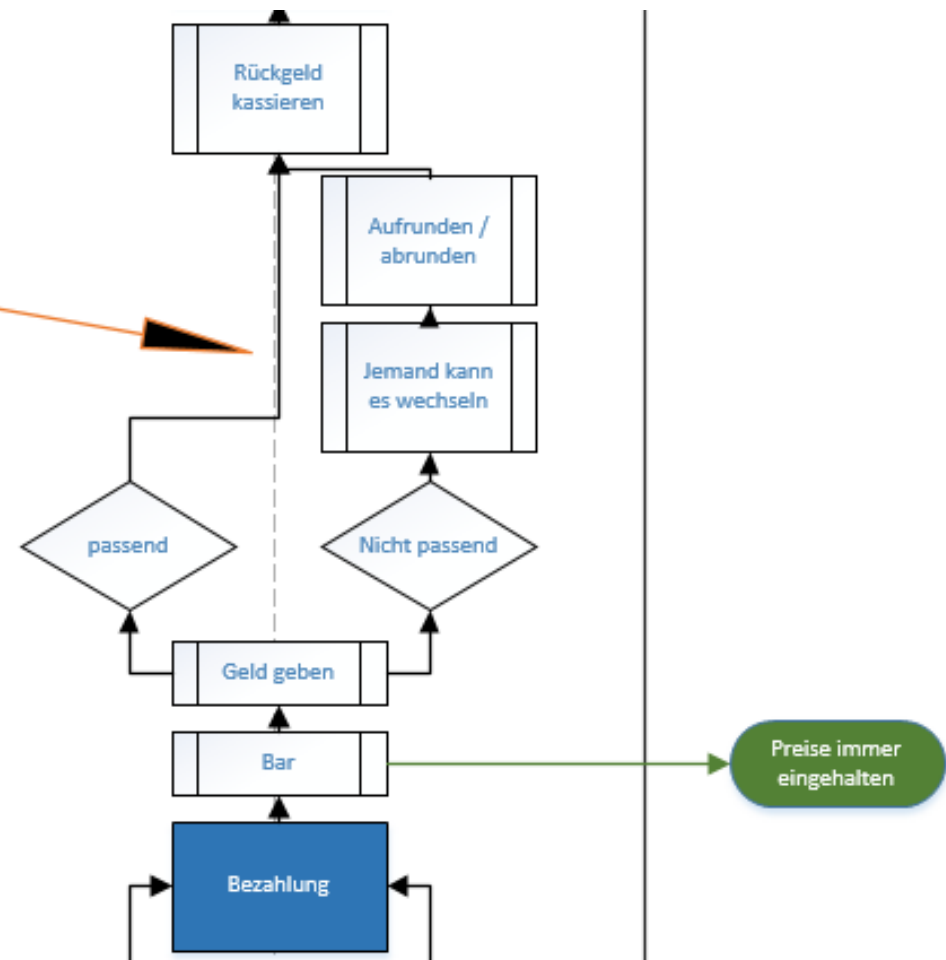 Rückgeld
kassieren
Aufrunden /
abrunden
Jemand kann
es wechseln
passend
Nicht passend
Geld geben
Bar
Preise immer
eingehalten
Bezahlung